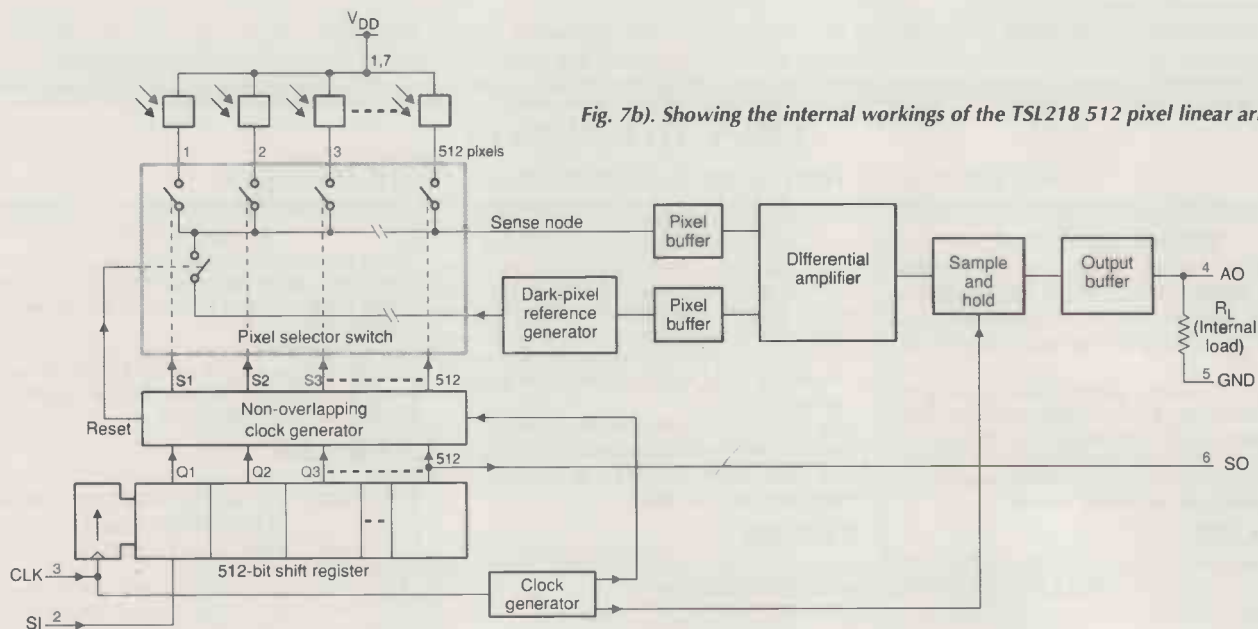 VDD
1,7
Fig. 7b). Showing the internal workings of the TSL218 512 pixel linear ar
1
2
3
512 pixels
Sense node
Pixel buffer
Differential amplifier
Sample and hold
Output buffer
4
AO
RL
(Internal load)
5
GND
Dark-pixel reference generator
Pixel buffer
Pixel selector switch
S1
S2
S3
512
Reset
Non-overlapping clock generator
Q1
Q2
Q3
512
6
SO
CLK
3
512-bit shift register
Clock generator
SI
2